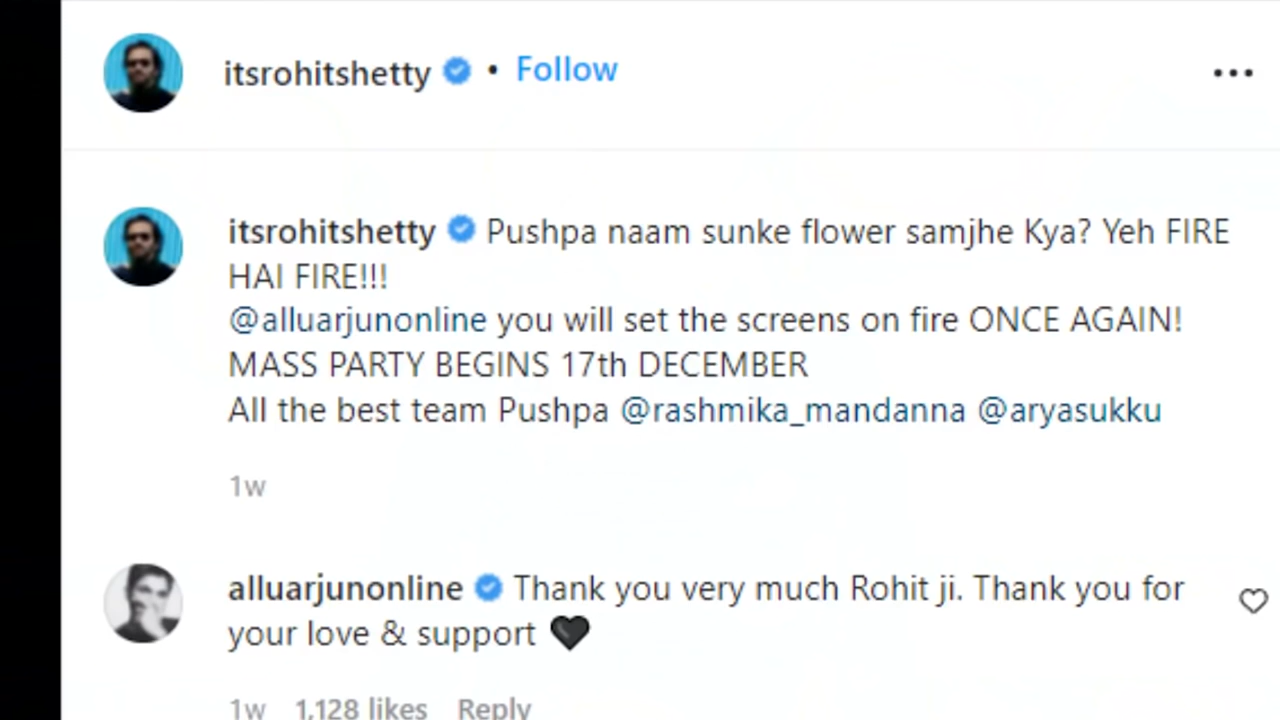 itsrohitshetty • Follow
itsrohitshetty Pushpa naam sunke flower samjhe Kya? Yeh FIRE
HAI FIRE!!!
@alluarjunonline you will set the screens on fire ONCE AGAIN!
MASS PARTY BEGINS 17th DECEMBER
All the best team Pushpa @rashmika_mandanna @aryasukku
1w
alluarjunonline Thank you very much Rohit ji. Thank you for
your love & support 🖤
1w 1,128 likes Reply